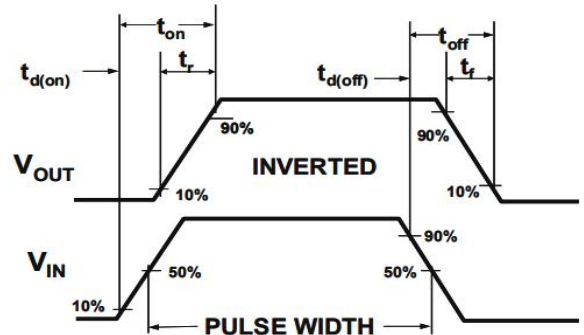 t_on
t_off
t_d(on)
t_r
t_d(off)
t_f
90%
90%
V_OUT
INVERTED
10%
10%
V_IN
90%
50%
50%
10%
PULSE WIDTH